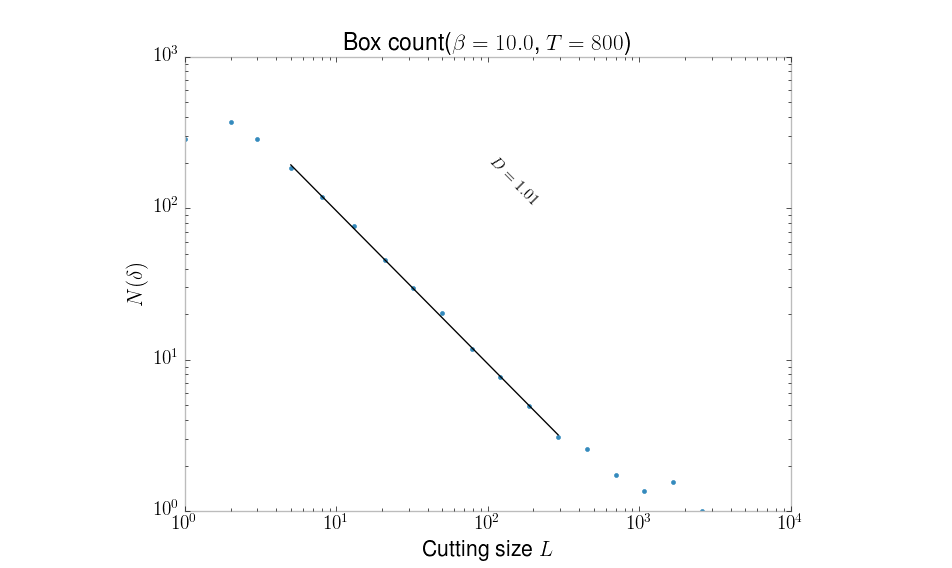 Box count(β = 10.0, T = 800)
10³
10²
10¹
10⁰
N(δ)
D = 1.01
10⁰ 10¹ 10² 10³ 10⁴
Cutting size L